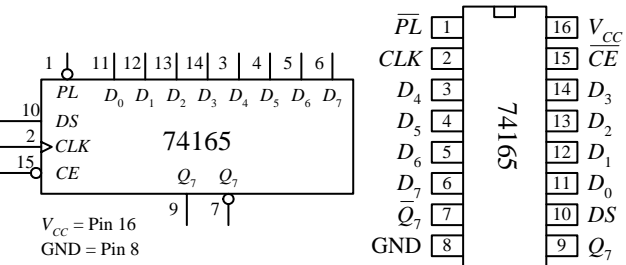 1 11 12 13 14 3 4 5 6
PL D0 D1 D2 D3 D4 D5 D6 D7
10 DS
2 CLK 74165
15 CE
Q7 Q7
9 7
VCC = Pin 16
GND = Pin 8
P̅L̅ 1 16 VCC
CLK 2 15 C̅E̅
D4 3 14 D3
D5 4 13 D2
D6 5 12 D1
D7 6 11 D0
Q̅7 7 10 DS
GND 8 9 Q7
74165